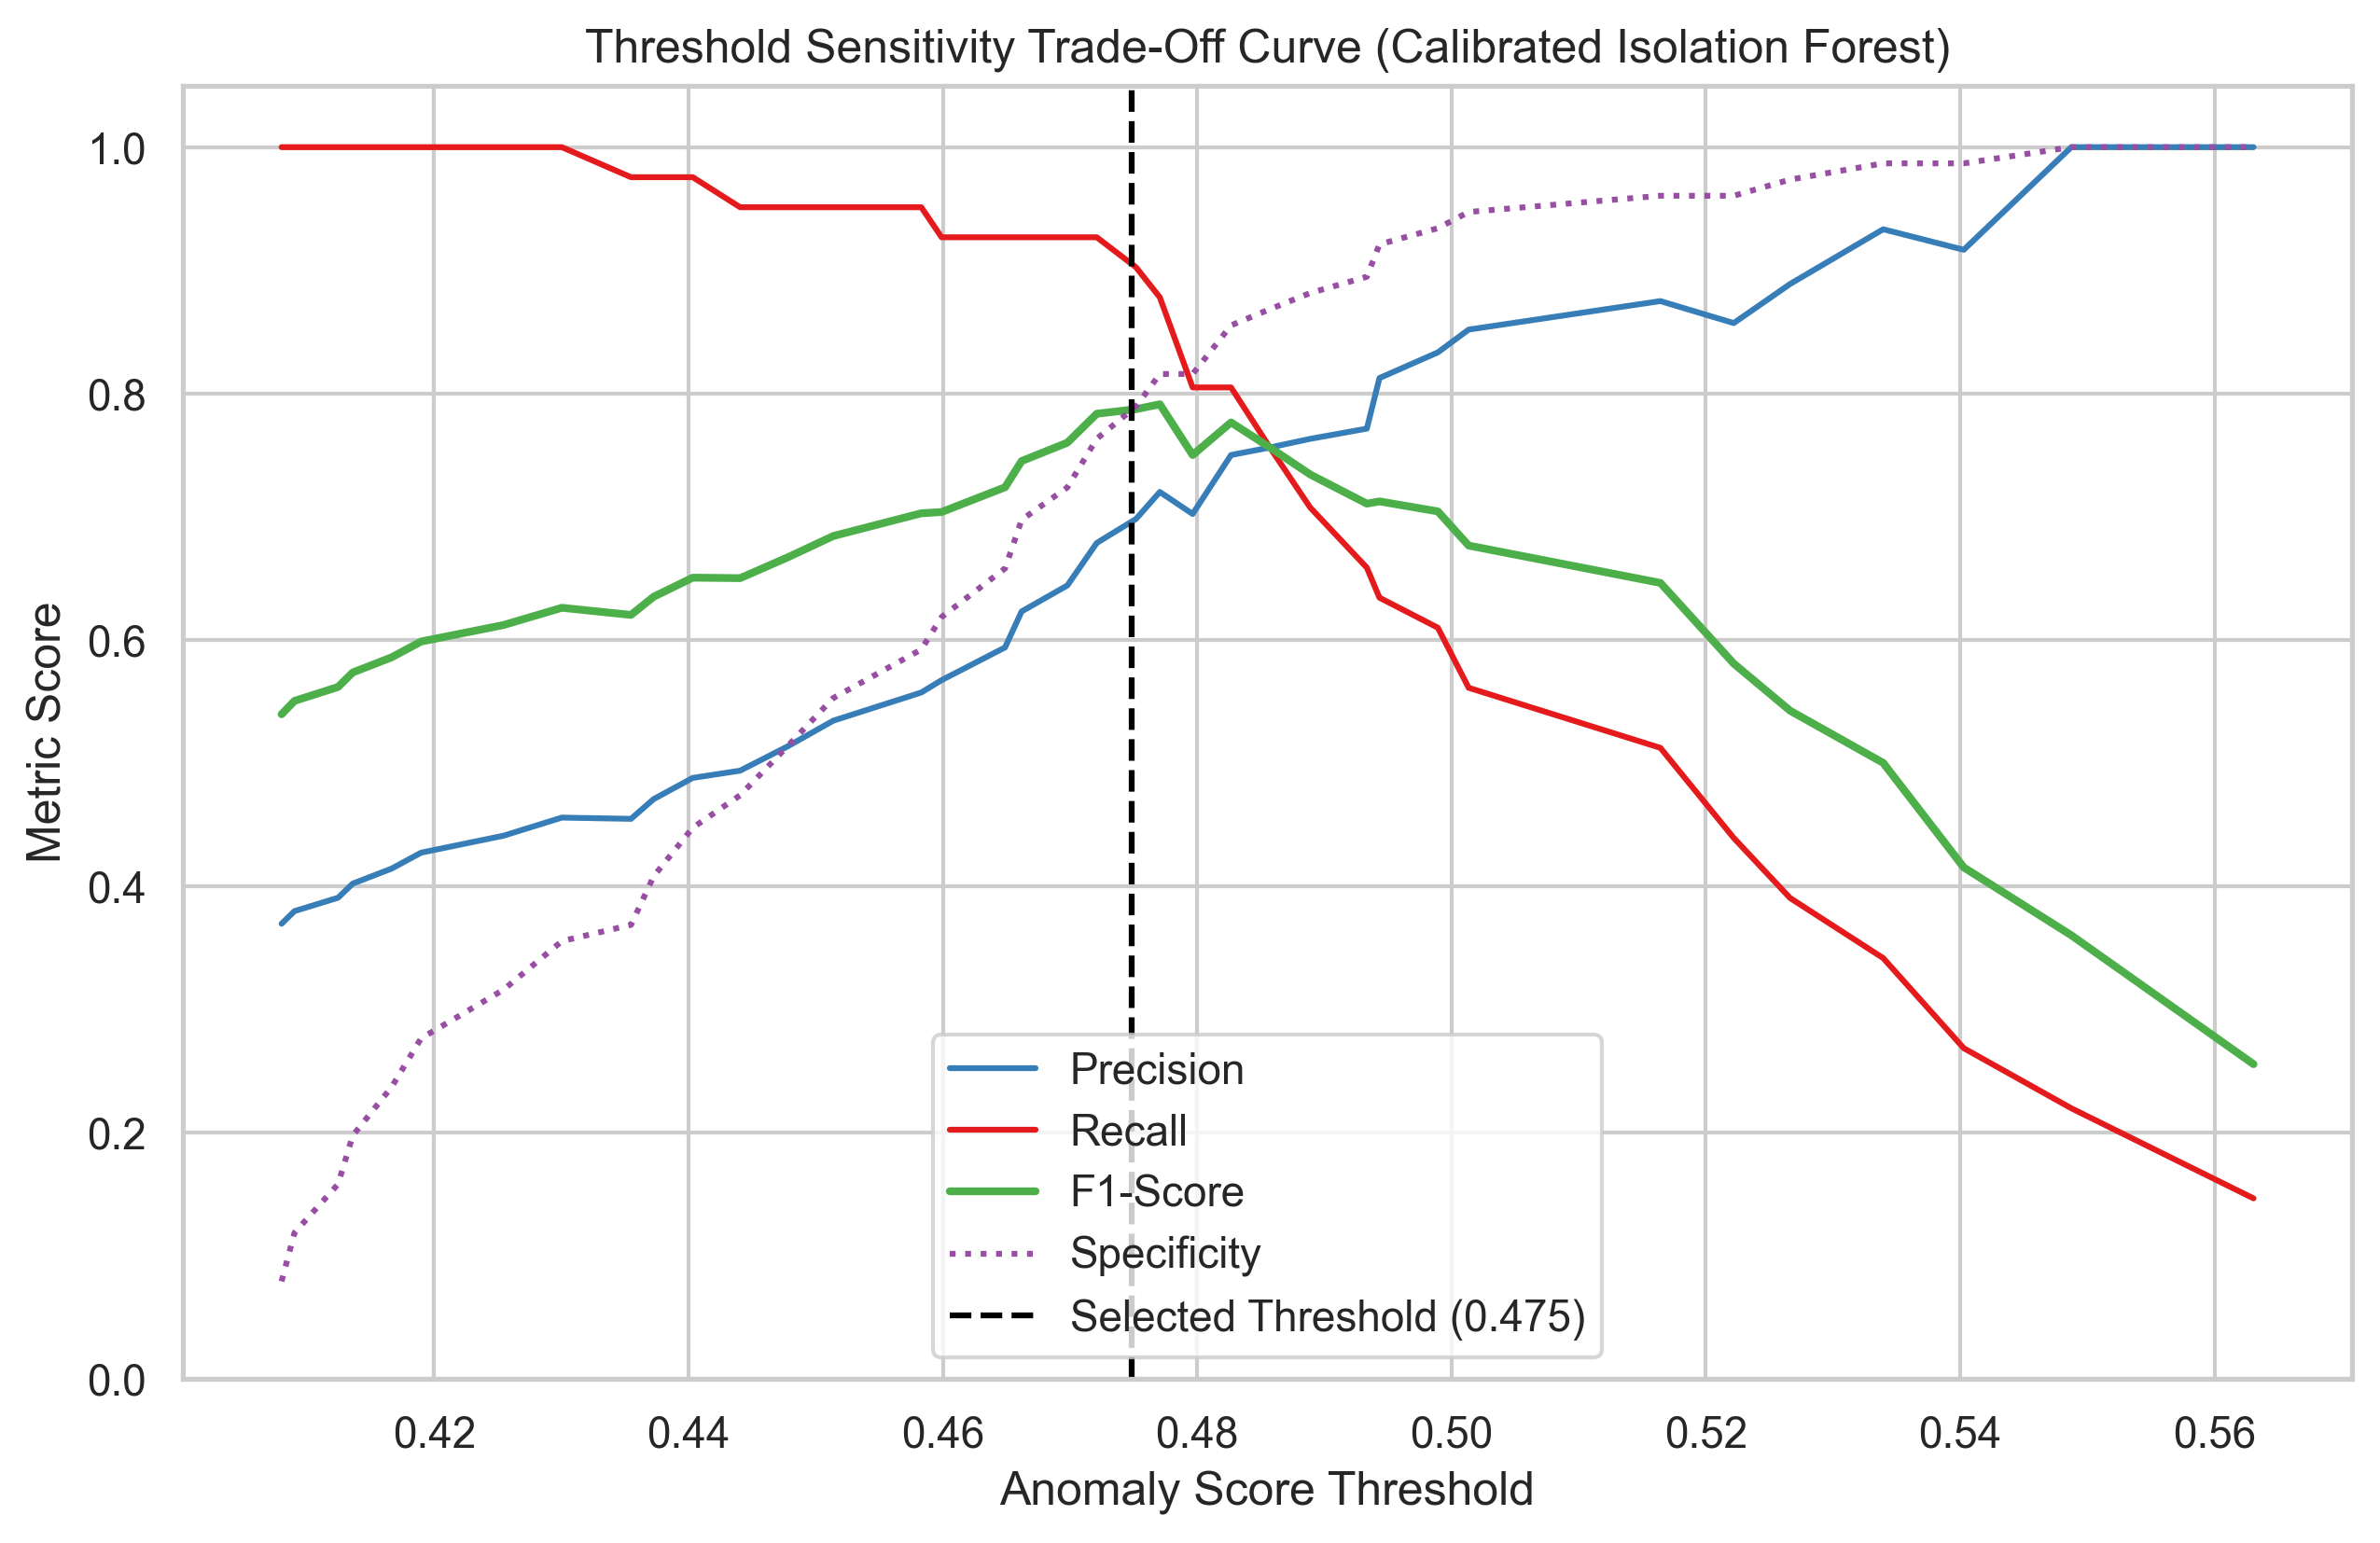 Threshold Sensitivity Trade-Off Curve (Calibrated Isolation Forest)
1.0
0.8
0.6
0.4
0.2
0.0
Metric Score
Precision
Recall
F1-Score
Specificity
Selected Threshold (0.475)
0.42 0.44 0.46 0.48 0.50 0.52 0.54 0.56
Anomaly Score Threshold